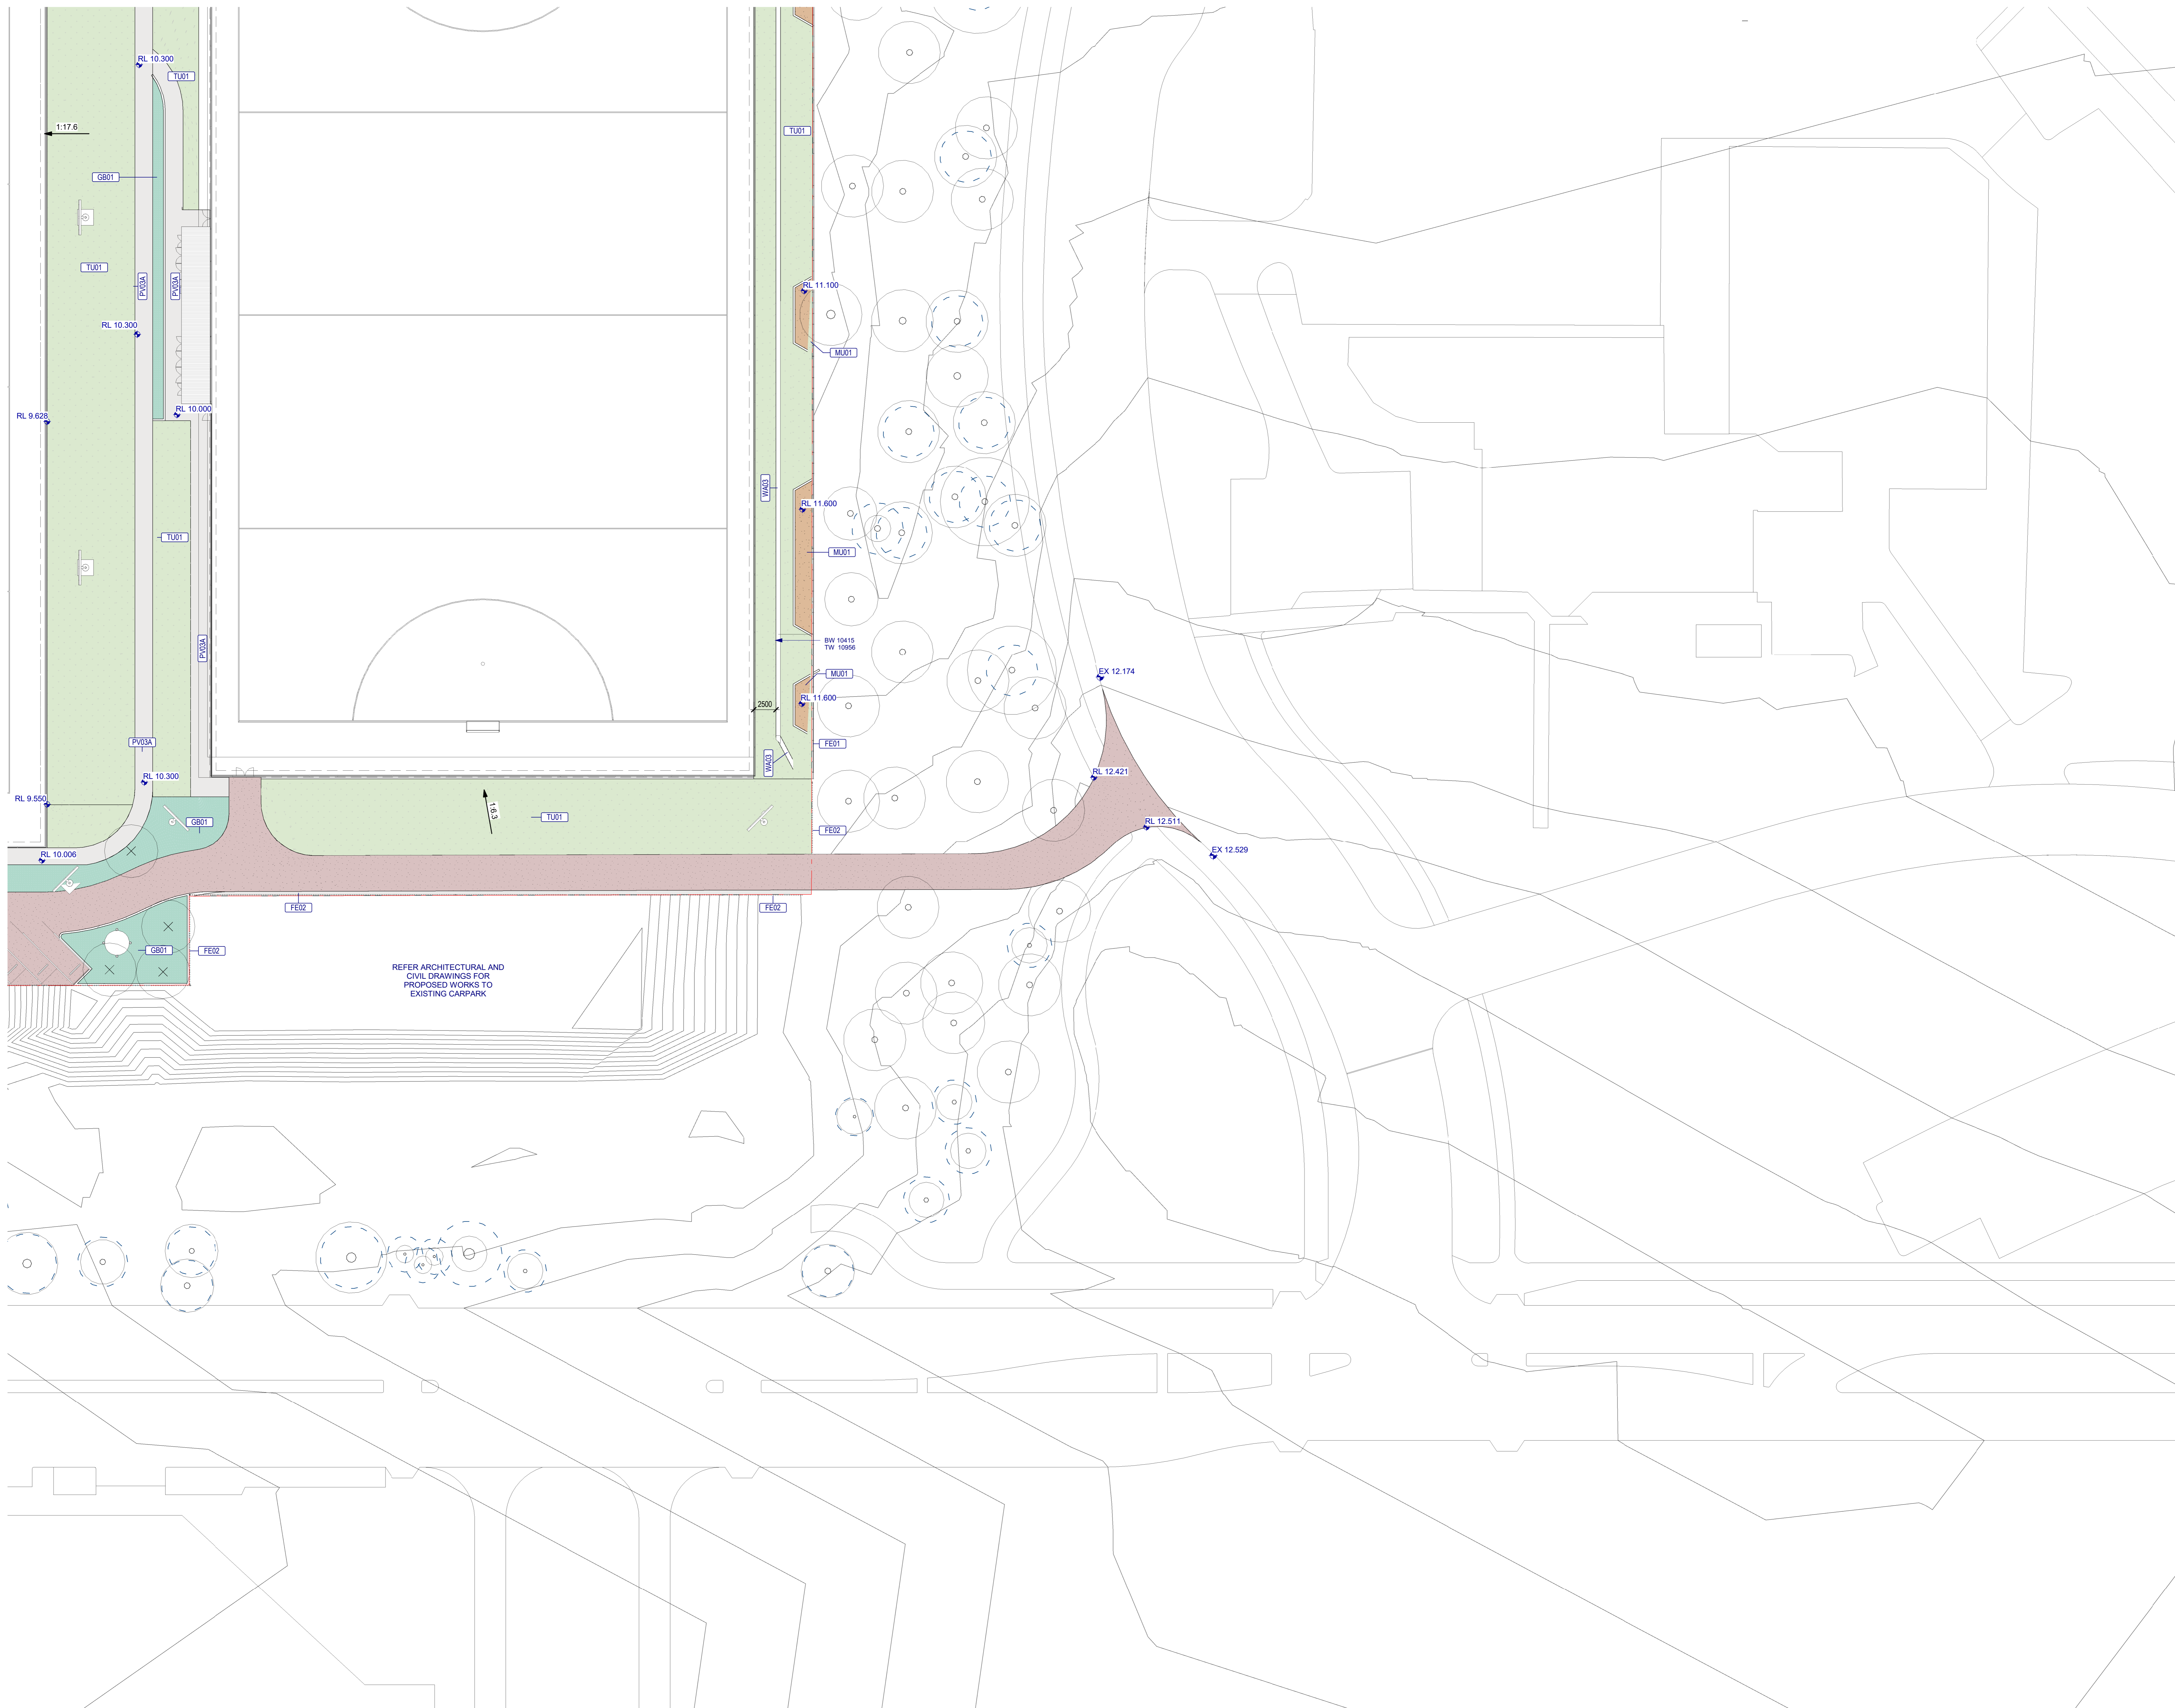 RL 10.300
TU01
1:17.6
TU01
GB01
TU01
PV03A
PV03A
RL 11.100
RL 10.300
MU01
RL 10.000
RL 9.628
WA03
RL 11.600
TU01
MU01
PV03A
BW 10415
TW 10956
MU01
EX 12.174
RL 11.600
2500
PV03A
FE01
WA03
RL 12.421
RL 10.300
RL 9.550
1:6.3
TU01
GB01
RL 12.511
FE02
EX 12.529
RL 10.006
FE02
FE02
GB01
FE02
REFER ARCHITECTURAL AND
CIVIL DRAWINGS FOR
PROPOSED WORKS TO
EXISTING CARPARK